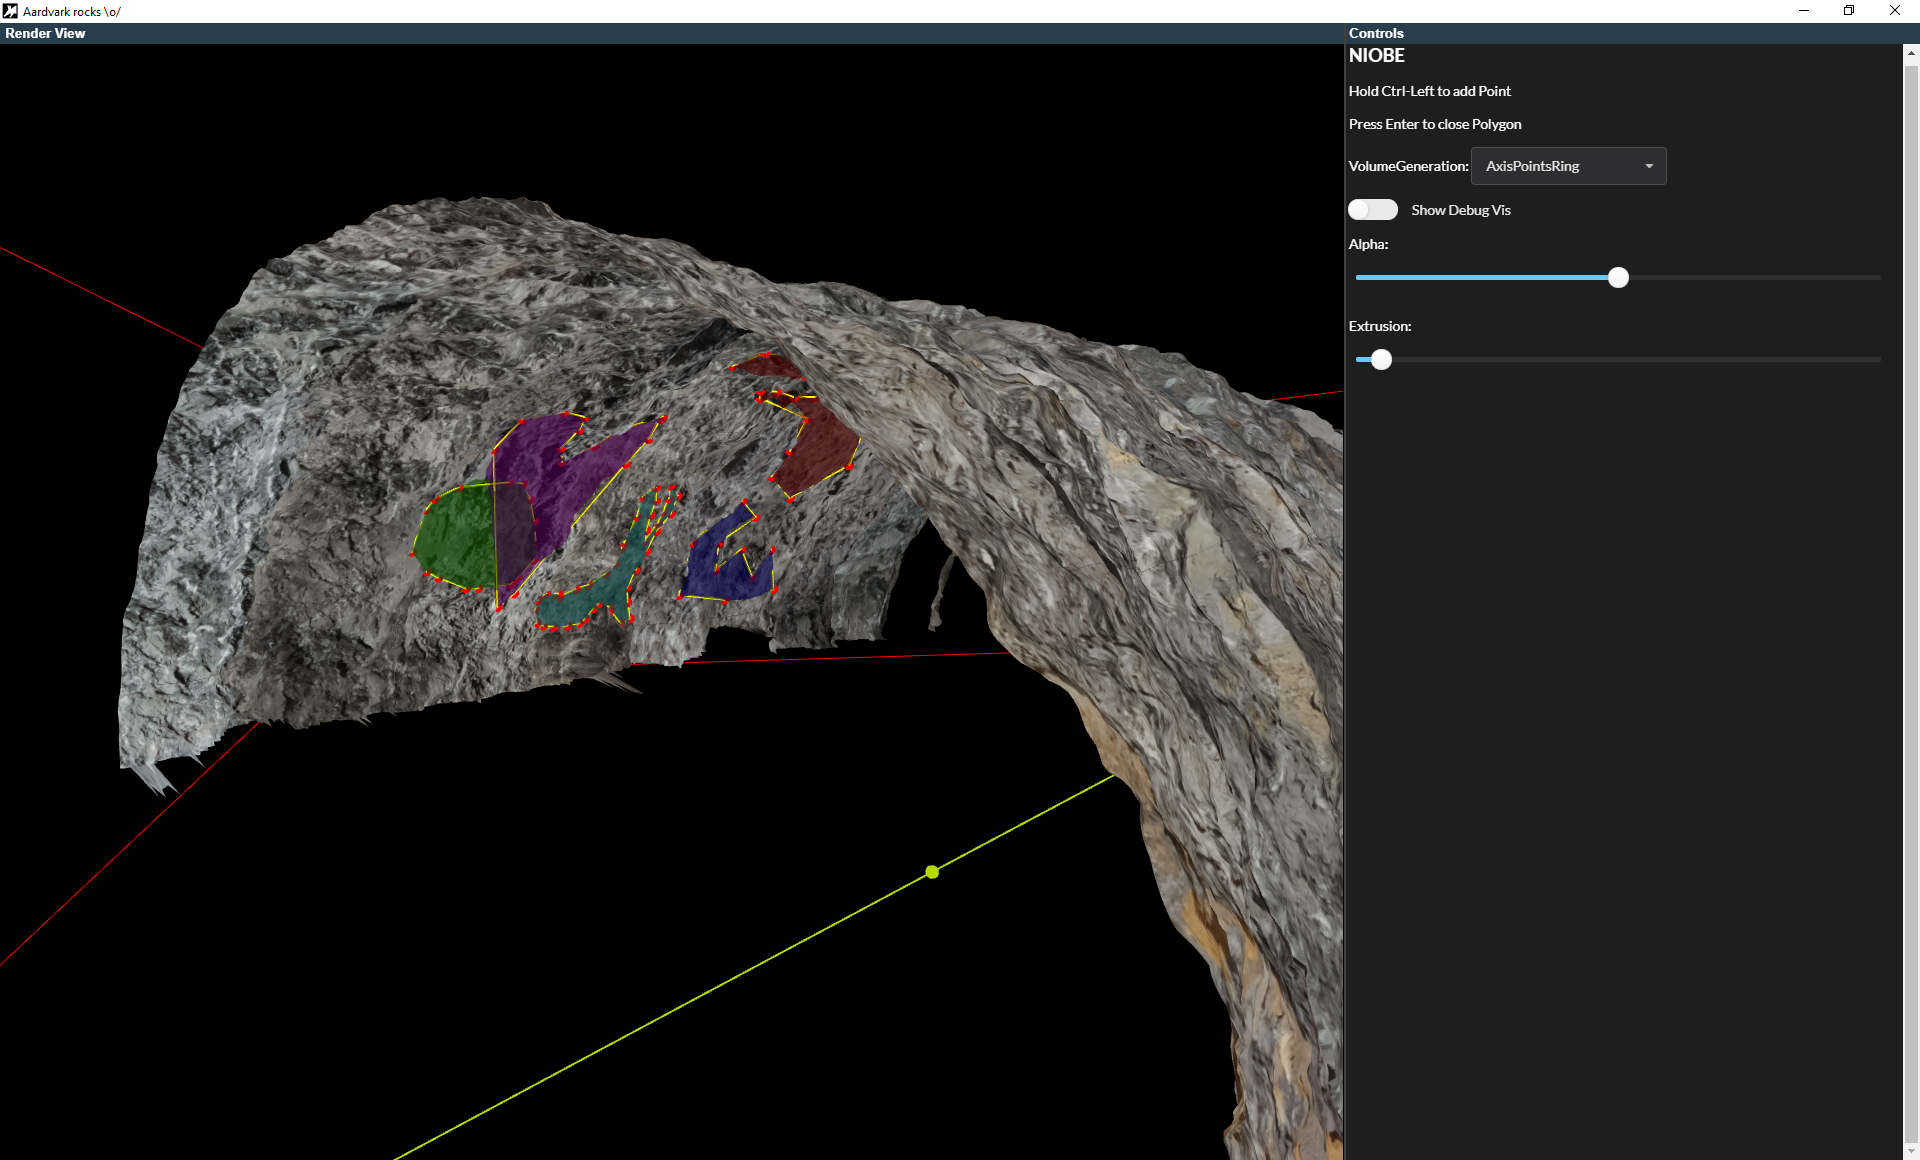 Aardvark rocks \o/
Render View
Controls
NIOBE
Hold Ctrl-Left to add Point
Press Enter to close Polygon
VolumeGeneration: AxisPointsRing
Show Debug Vis
Alpha:
Extrusion: